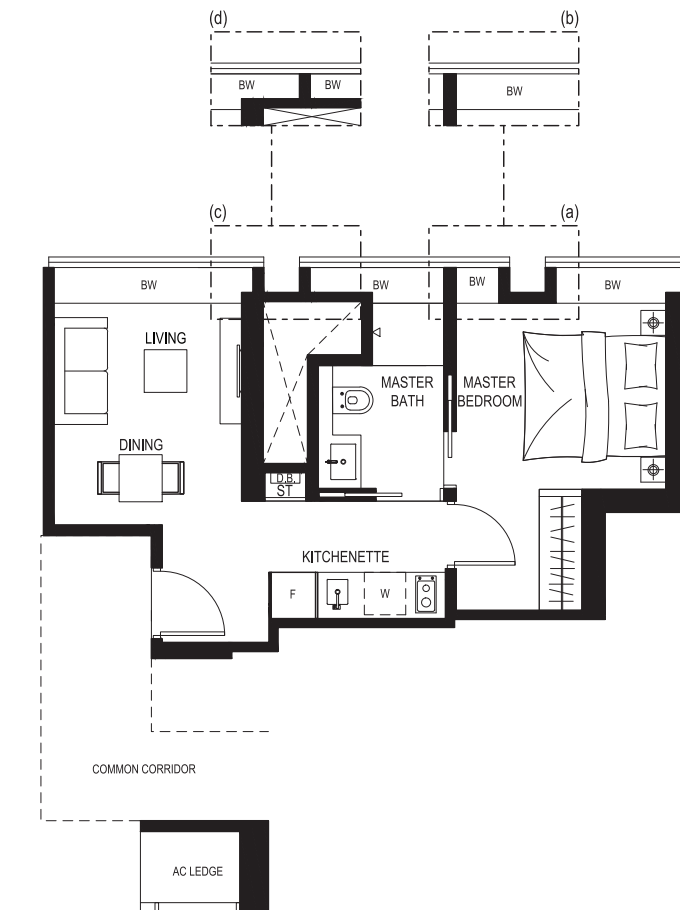 (d)
(b)
BW
BW
BW
(c)
(a)
BW
BW
BW
BW
LIVING
MASTER
BATH
MASTER
BEDROOM
DINING
D.B.
ST
KITCHENETTE
F
W
COMMON CORRIDOR
AC LEDGE